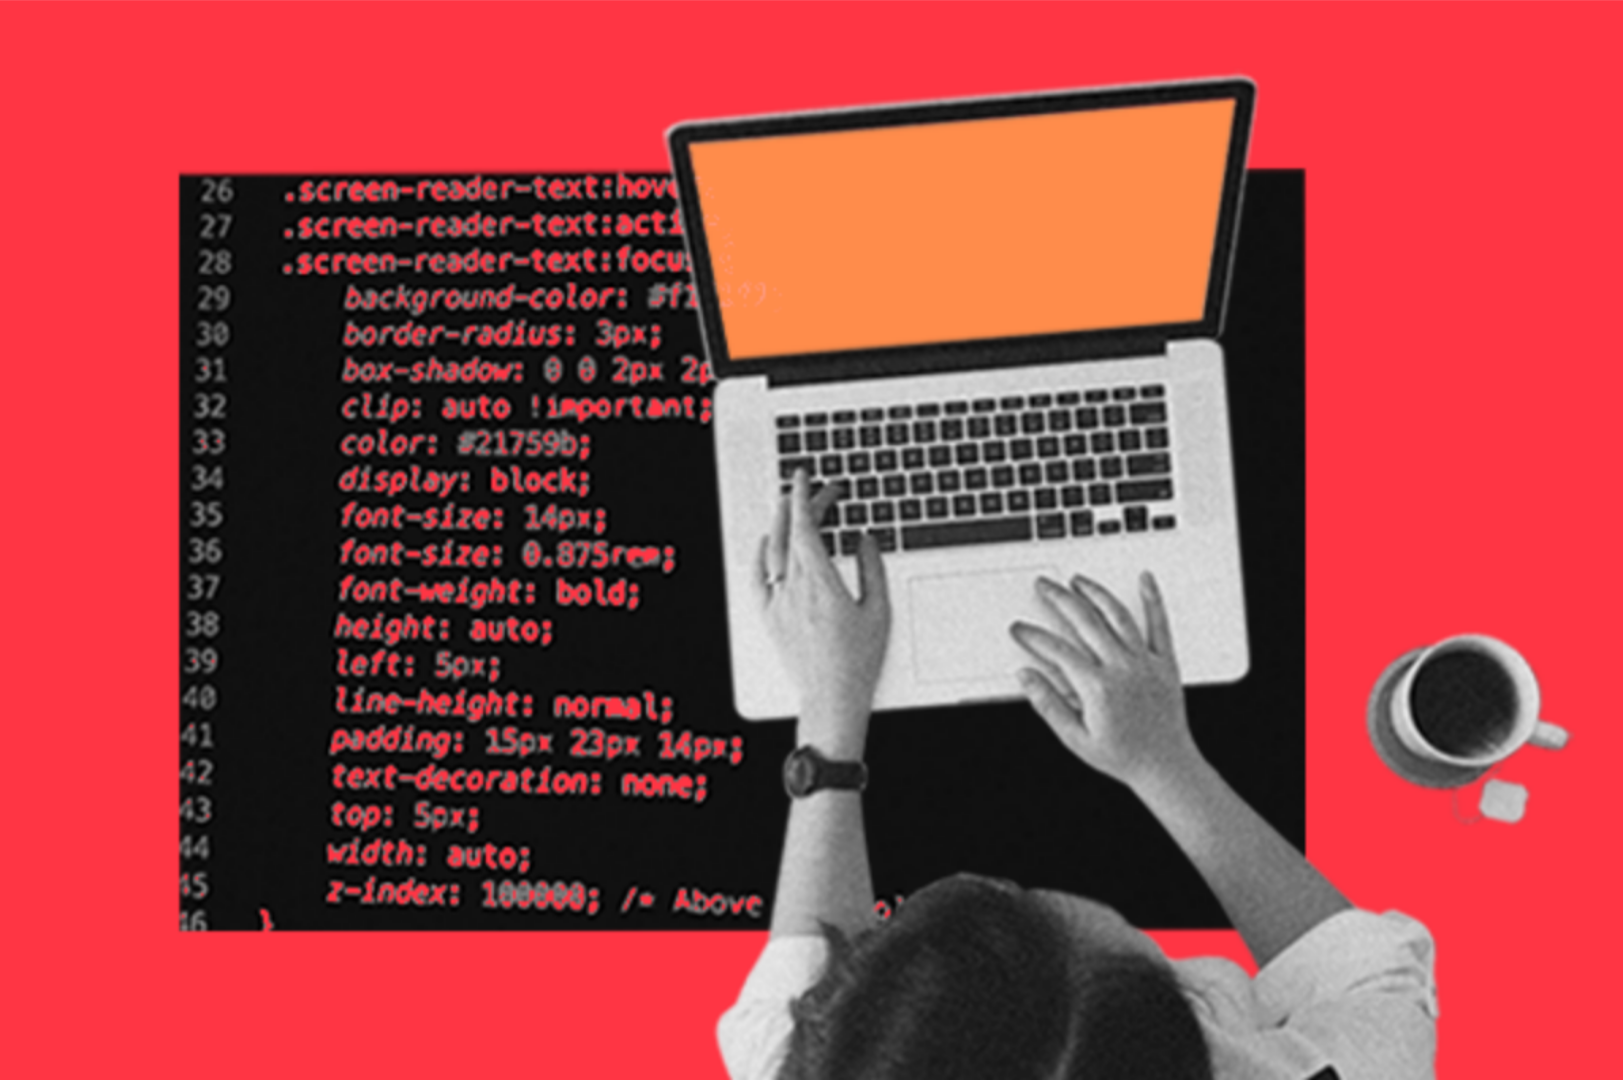 26 .screen-reader-text:hove
27 .screen-reader-text:acti
28 .screen-reader-text:focus
29 background-color: #f1
30 border-radius: 3px;
31 box-shadow: 0 0 2px 2p
32 clip: auto !important;
33 color: #21759b;
34 display: block;
35 font-size: 14px;
36 font-size: 0.875rem;
37 font-weight: bold;
38 height: auto;
39 left: 5px;
40 line-height: normal;
41 padding: 15px 23px 14px;
42 text-decoration: none;
43 top: 5px;
44 width: auto;
45 z-index: 100000; /* Above
46 }